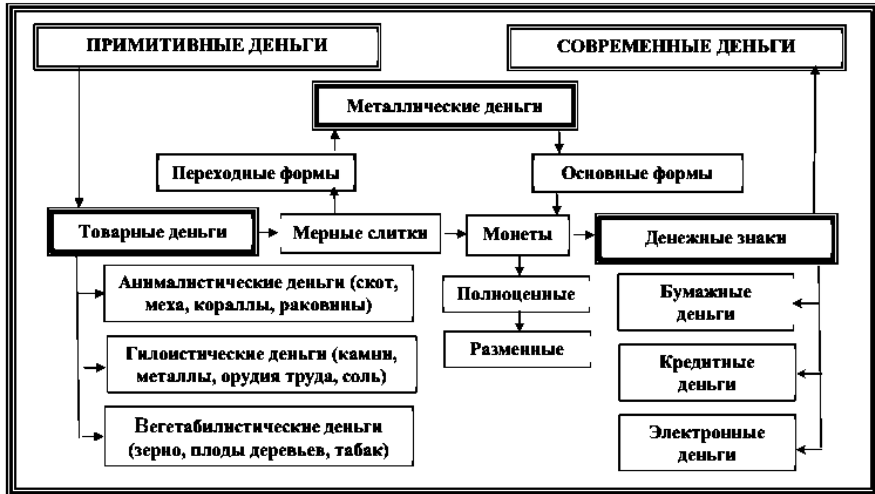 ПРИМИТИВНЫЕ ДЕНЬГИ
СОВРЕМЕННЫЕ ДЕНЬГИ
Металлические деньги
Переходные формы
Основные формы
Товарные деньги
Мерные слитки
Монеты
Денежные знаки
Анималистические деньги (скот,
меха, кораллы, раковины)
Гилоистические деньги (камни,
металлы, орудия труда, соль)
Вегетабилистические деньги
(зерно, плоды деревьев, табак)
Полноценные
Разменные
Бумажные
деньги
Кредитные
деньги
Электронные
деньги